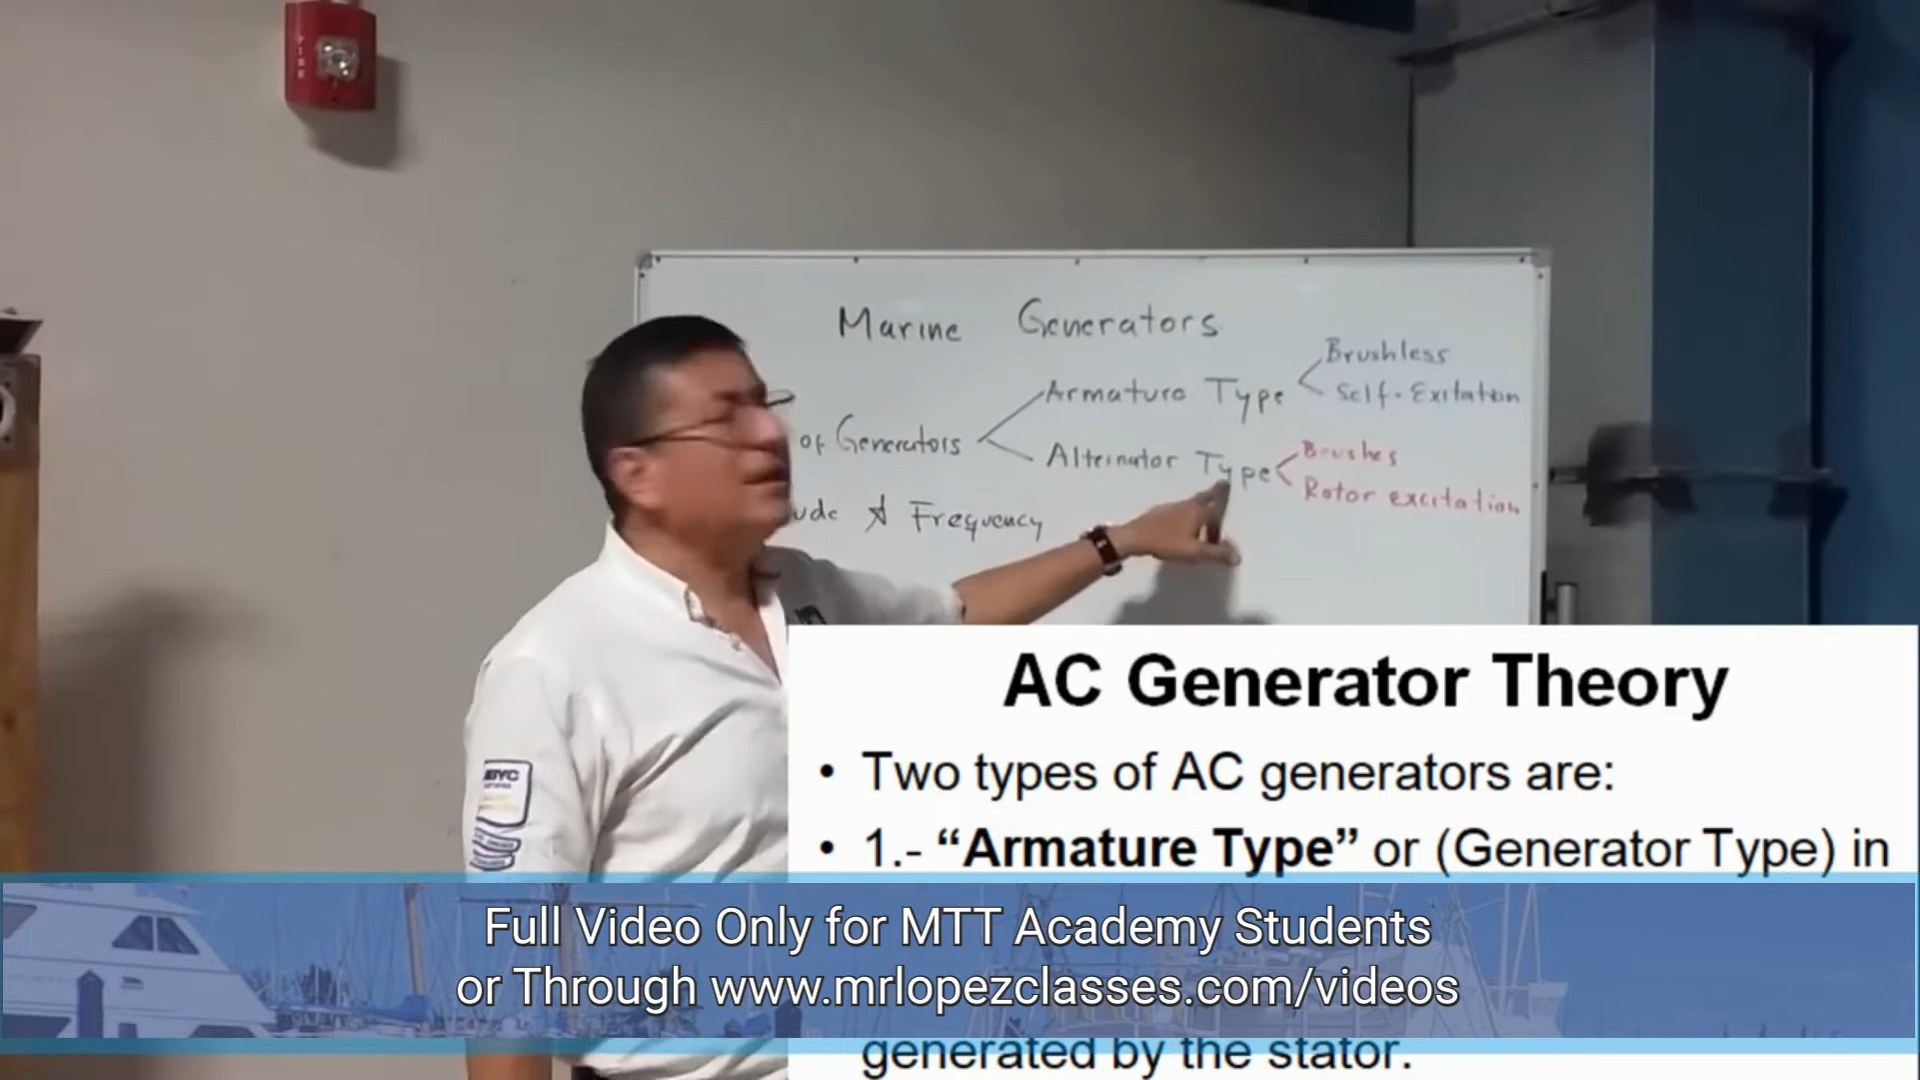 FIRE
Marine Generators
Brushless
Armature Type
Self-Exitation
of Generators
Alternator Type
Brushes
Rotor excitation
& Frequency
AC Generator Theory
• Two types of AC generators are:
• 1.- “Armature Type” or (Generator Type) in
Full Video Only for MTT Academy Students
or Through www.mrlopezclasses.com/videos
generated by the stator.